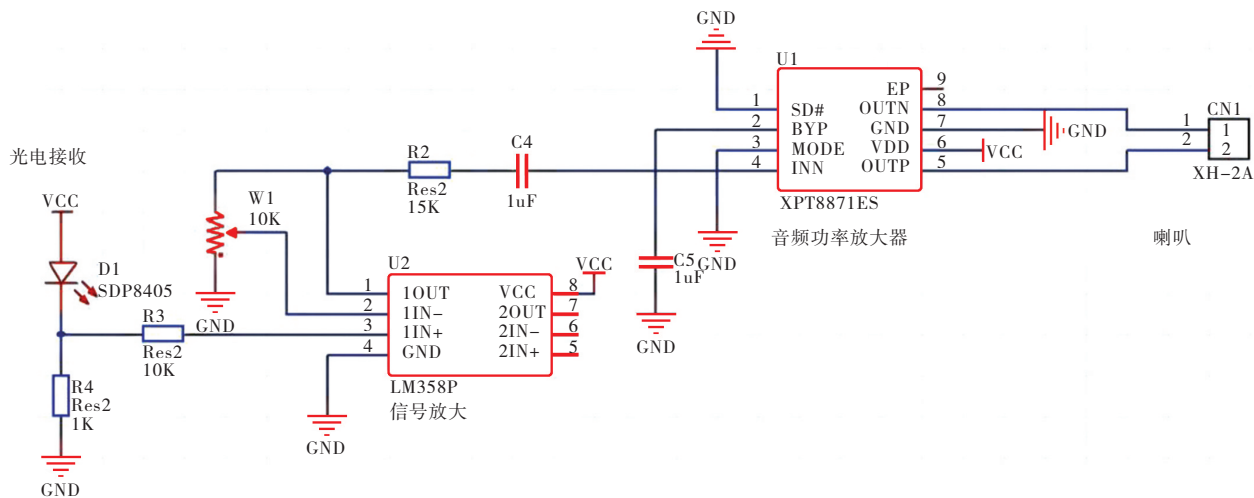 光电接收
VCC
D1
SDP8405
R3
Res2
10K
R4
Res2
1K
GND
W1
10K
GND
R2
Res2
15K
C4
1uF
U2
1 1OUT VCC 8
2 1IN- 2OUT 7
3 1IN+ 2IN- 6
4 GND 2IN+ 5
LM358P
信号放大
VCC
GND
GND
C5
1uF
GND
GND
U1
EP 9
1 SD# OUTN 8
2 BYP GND 7
3 MODE VDD 6
4 INN OUTP 5
XPT8871ES
音频功率放大器
GND
VCC
CN1
1 1
2 2
XH-2A
喇叭